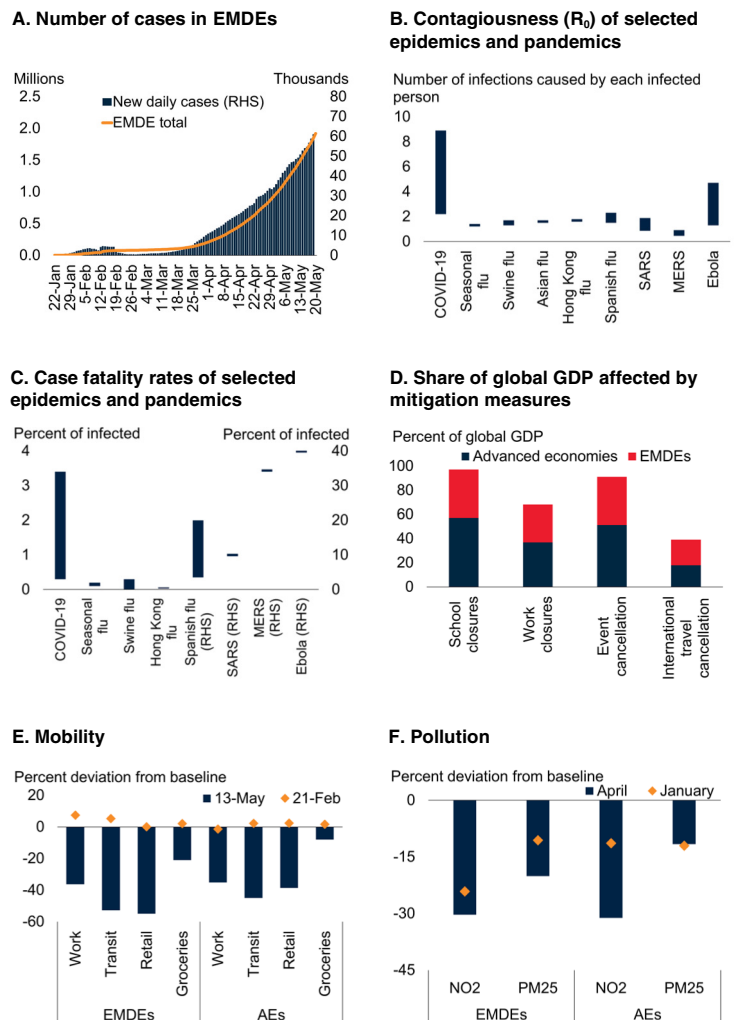 A. Number of cases in EMDEs
Millions
Thousands
2.5
2.0
1.5
1.0
0.5
0.0
80
70
60
50
40
30
20
10
0
New daily cases (RHS)
EMDE total
22-Jan
29-Jan
5-Feb
12-Feb
19-Feb
26-Feb
4-Mar
11-Mar
18-Mar
25-Mar
1-Apr
8-Apr
15-Apr
22-Apr
29-Apr
6-May
13-May
20-May
B. Contagiousness (R₀) of selected
epidemics and pandemics
Number of infections caused by each infected
person
10
8
6
4
2
0
COVID-19
Seasonal
flu
Swine flu
Asian flu
Hong Kong
flu
Spanish flu
SARS
MERS
Ebola
C. Case fatality rates of selected
epidemics and pandemics
Percent of infected
Percent of infected
4
3
2
1
0
40
30
20
10
0
COVID-19
Seasonal
flu
Swine flu
Hong Kong
flu
Spanish flu
(RHS)
SARS (RHS)
MERS
(RHS)
Ebola (RHS)
D. Share of global GDP affected by
mitigation measures
Percent of global GDP
Advanced economies
EMDEs
100
80
60
40
20
0
School
closures
Work
closures
Event
cancellation
International
travel
cancellation
E. Mobility
Percent deviation from baseline
20
0
-20
-40
-60
13-May
21-Feb
Work
Transit
Retail
Groceries
Work
Transit
Retail
Groceries
EMDEs
AEs
F. Pollution
Percent deviation from baseline
0
-15
-30
-45
April
January
NO2
PM25
NO2
PM25
EMDEs
AEs